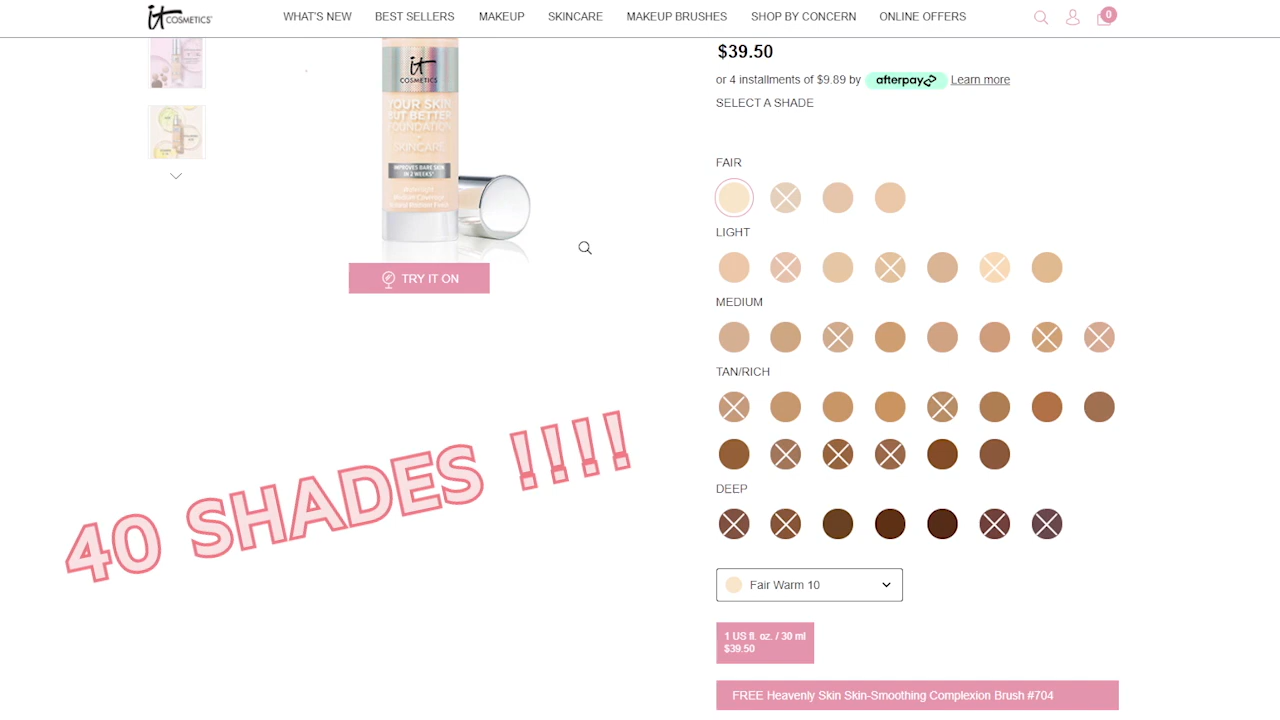 it COSMETICS
WHAT'S NEW BEST SELLERS MAKEUP SKINCARE MAKEUP BRUSHES SHOP BY CONCERN ONLINE OFFERS
0
it
COSMETICS
YOUR SKIN
BUT BETTER
FOUNDATION
+
SKINCARE
IMPROVES BARE SKIN
IN 2 WEEKS*
Medium Coverage
TRY IT ON
$39.50
or 4 installments of $9.89 by afterpay Learn more
SELECT A SHADE
FAIR
LIGHT
MEDIUM
TAN/RICH
DEEP
40 SHADES !!!!
Fair Warm 10
1 US fl. oz. / 30 ml
$39.50
FREE Heavenly Skin Skin-Smoothing Complexion Brush #704